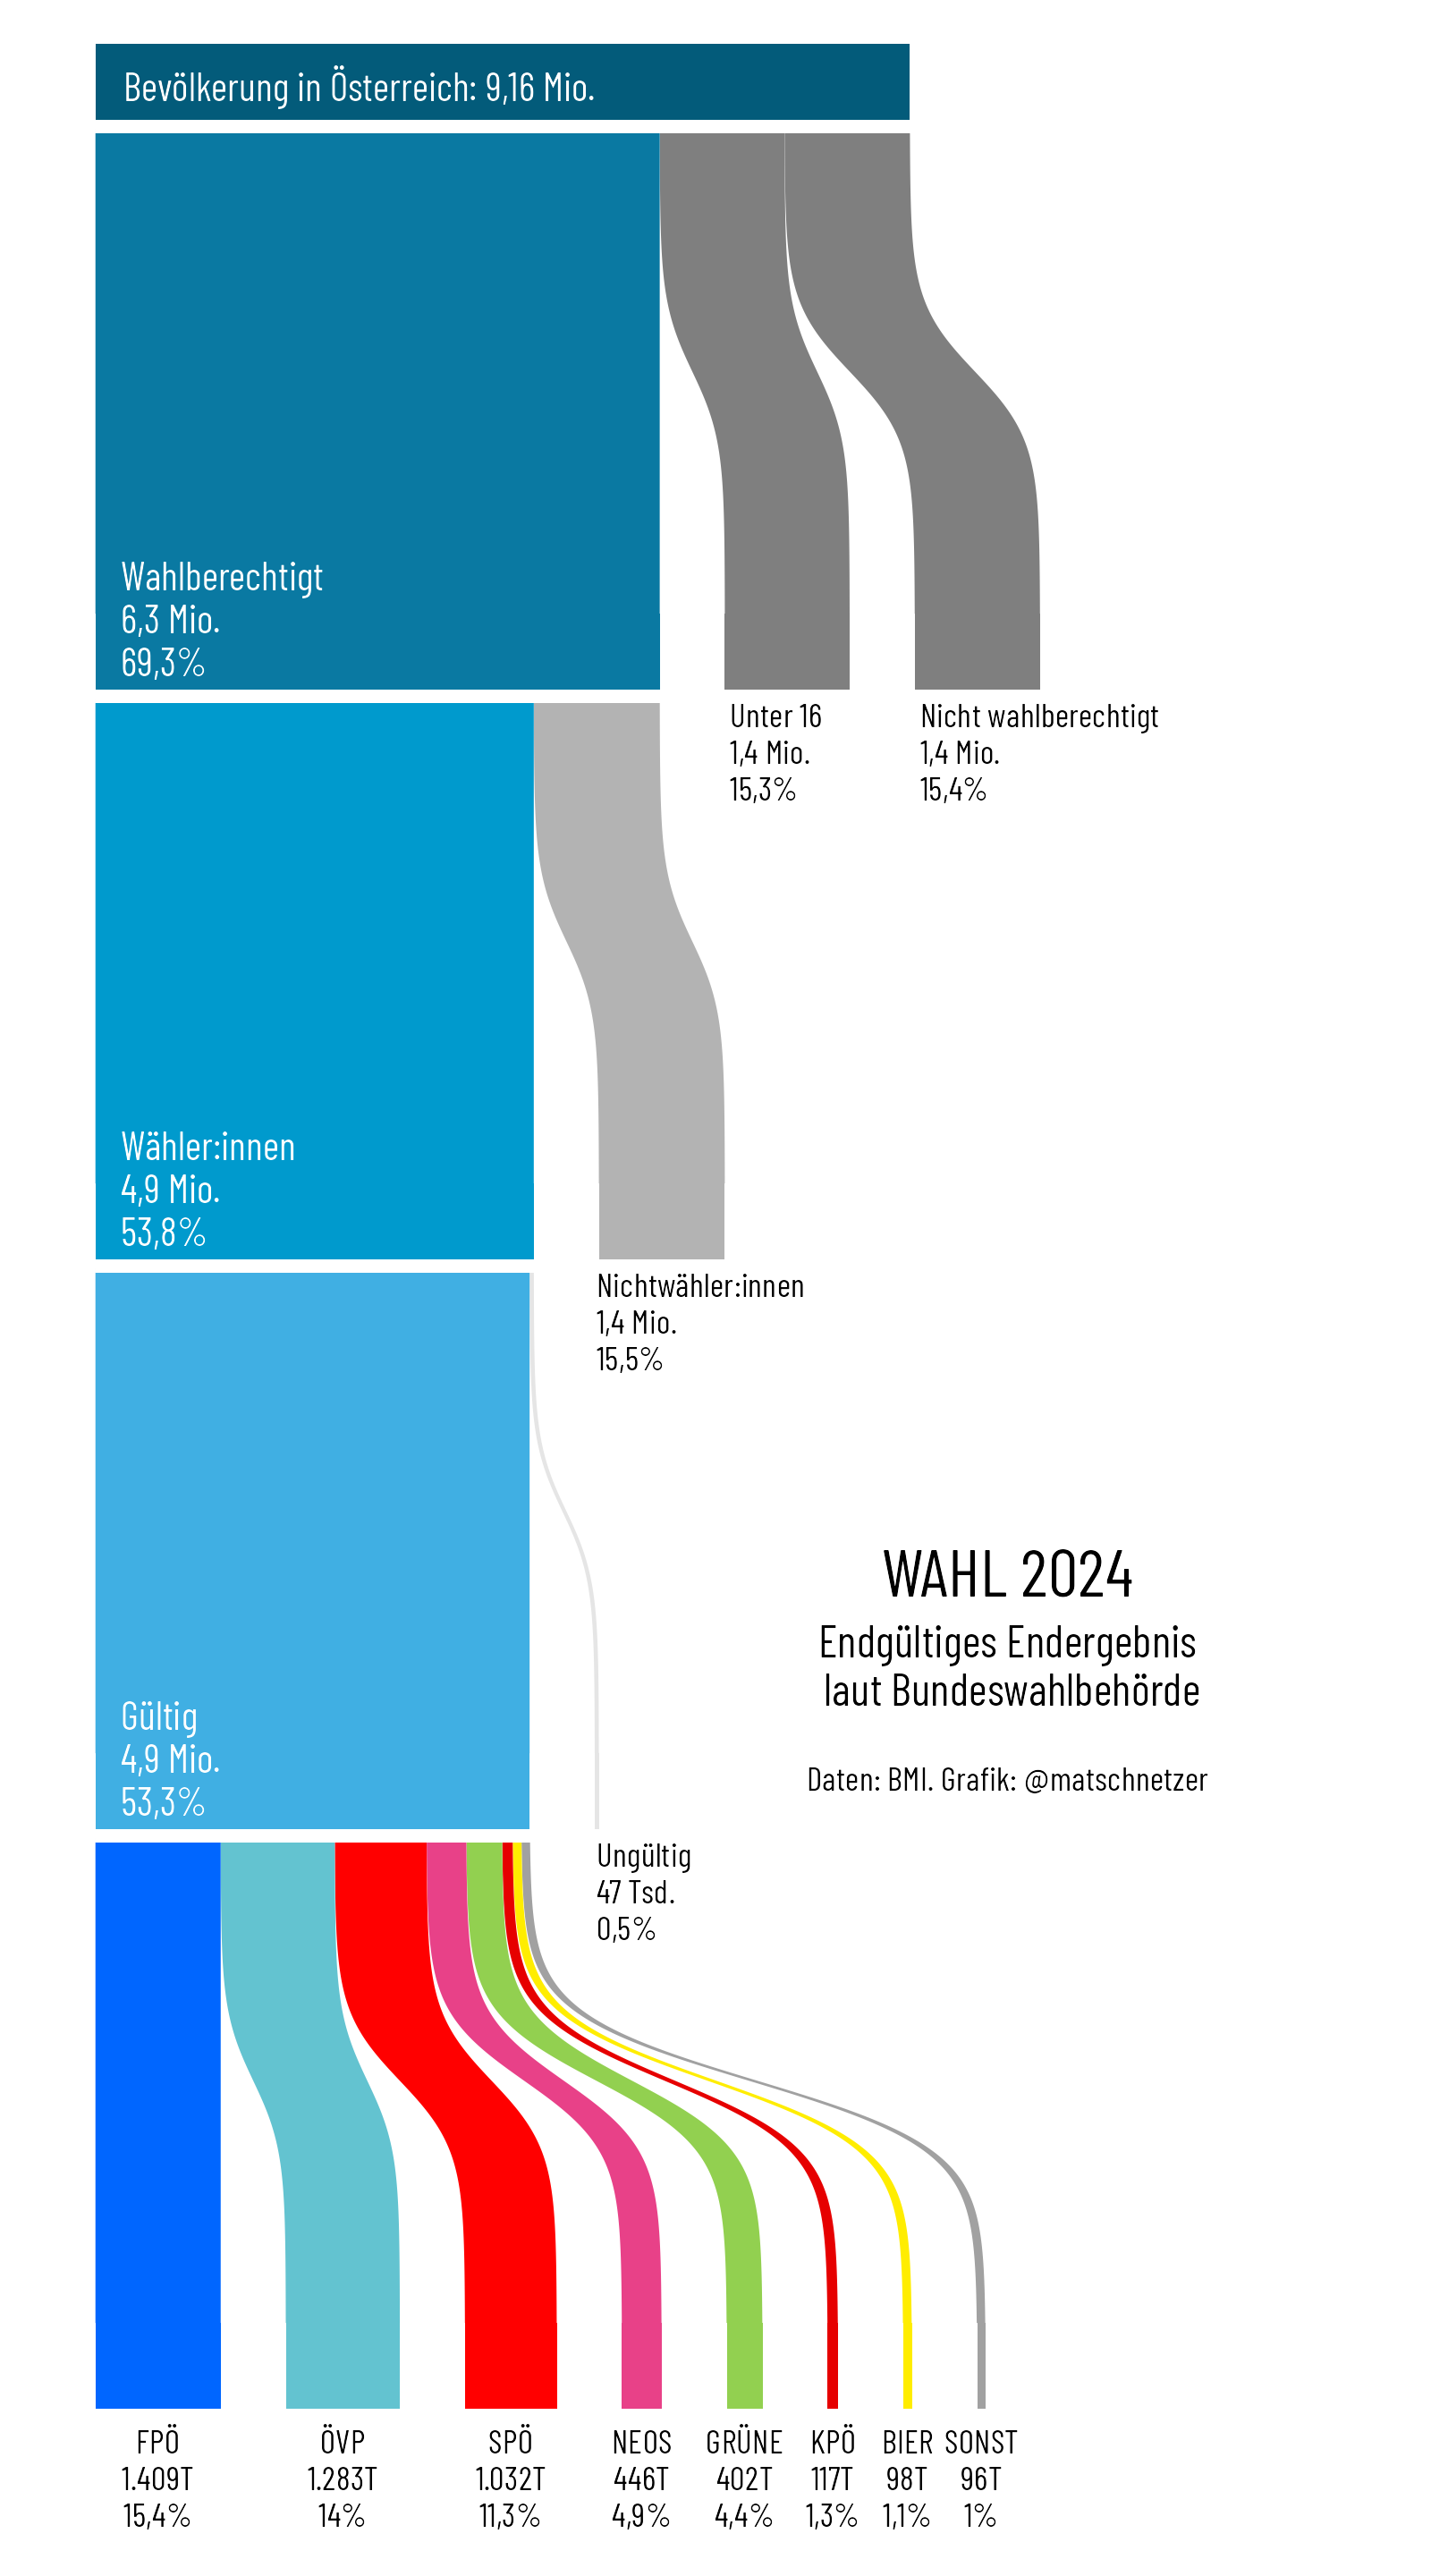 Bevölkerung in Österreich: 9,16 Mio.
Wahlberechtigt
6,3 Mio.
69,3%
Unter 16
1,4 Mio.
15,3%
Nicht wahlberechtigt
1,4 Mio.
15,4%
Wähler:innen
4,9 Mio.
53,8%
Nichtwähler:innen
1,4 Mio.
15,5%
WAHL 2024
Endgültiges Endergebnis
laut Bundeswahlbehörde
Daten: BMI. Grafik: @matschnetzer
Gültig
4,9 Mio.
53,3%
Ungültig
47 Tsd.
0,5%
FPÖ
1.409T
15,4%
ÖVP
1.283T
14%
SPÖ
1.032T
11,3%
NEOS
446T
4,9%
GRÜNE
402T
4,4%
KPÖ
117T
1,3%
BIER
98T
1,1%
SONST
96T
1%